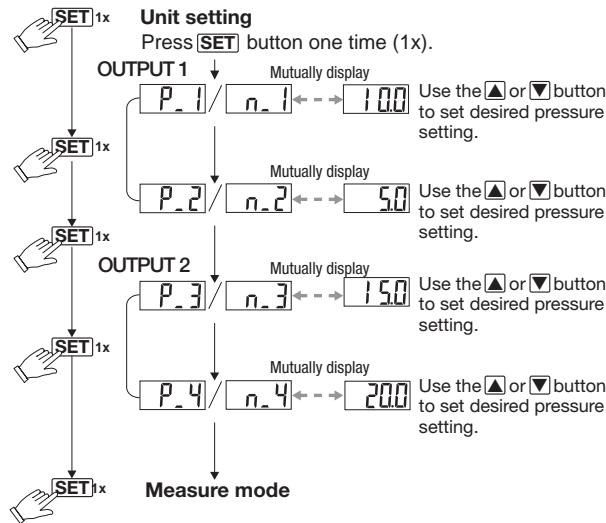 SET 1x Unit setting
Press SET button one time (1x).
OUTPUT 1 Mutually display
P_1 / n_1 10.0 Use the ▲ or ▼ button
to set desired pressure
setting.
SET 1x
Mutually display
P_2 / n_2 5.0 Use the ▲ or ▼ button
to set desired pressure
setting.
SET 1x
OUTPUT 2 Mutually display
P_3 / n_3 15.0 Use the ▲ or ▼ button
to set desired pressure
setting.
SET 1x
Mutually display
P_4 / n_4 20.0 Use the ▲ or ▼ button
to set desired pressure
setting.
SET 1x Measure mode